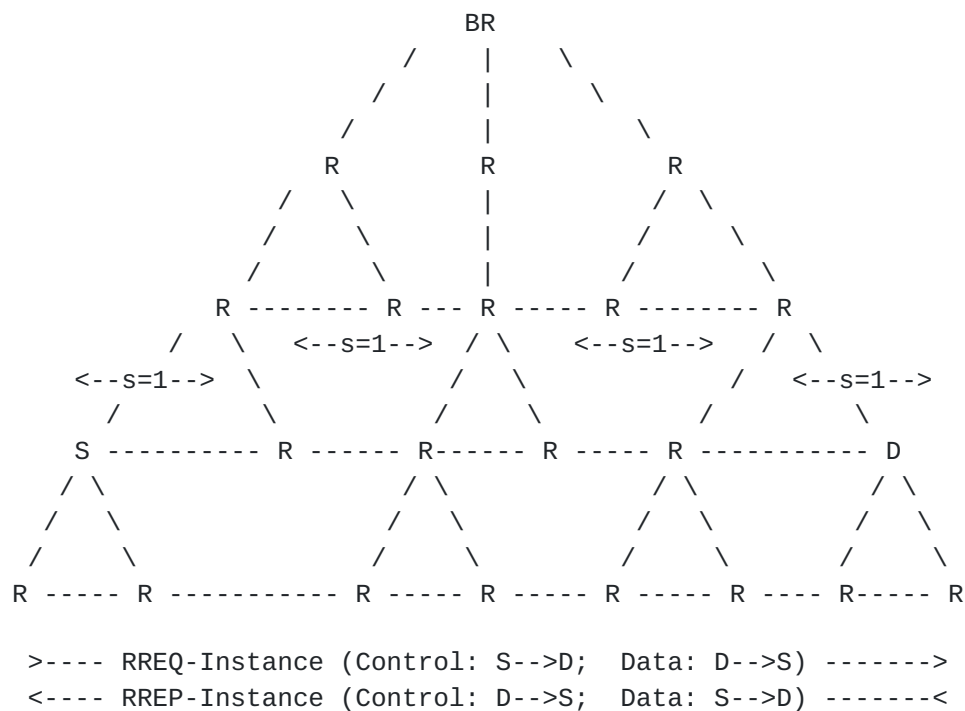 BR
R R R
R -------- R --- R ----- R -------- R
<--s=1--> <--s=1-->
<--s=1--> <--s=1-->
S ---------- R ------ R------ R ----- R ----------- D
R ----- R ----------- R ----- R ----- R ----- R ---- R----- R
>---- RREQ-Instance (Control: S-->D; Data: D-->S) ------->
<---- RREP-Instance (Control: D-->S; Data: S-->D) -------<